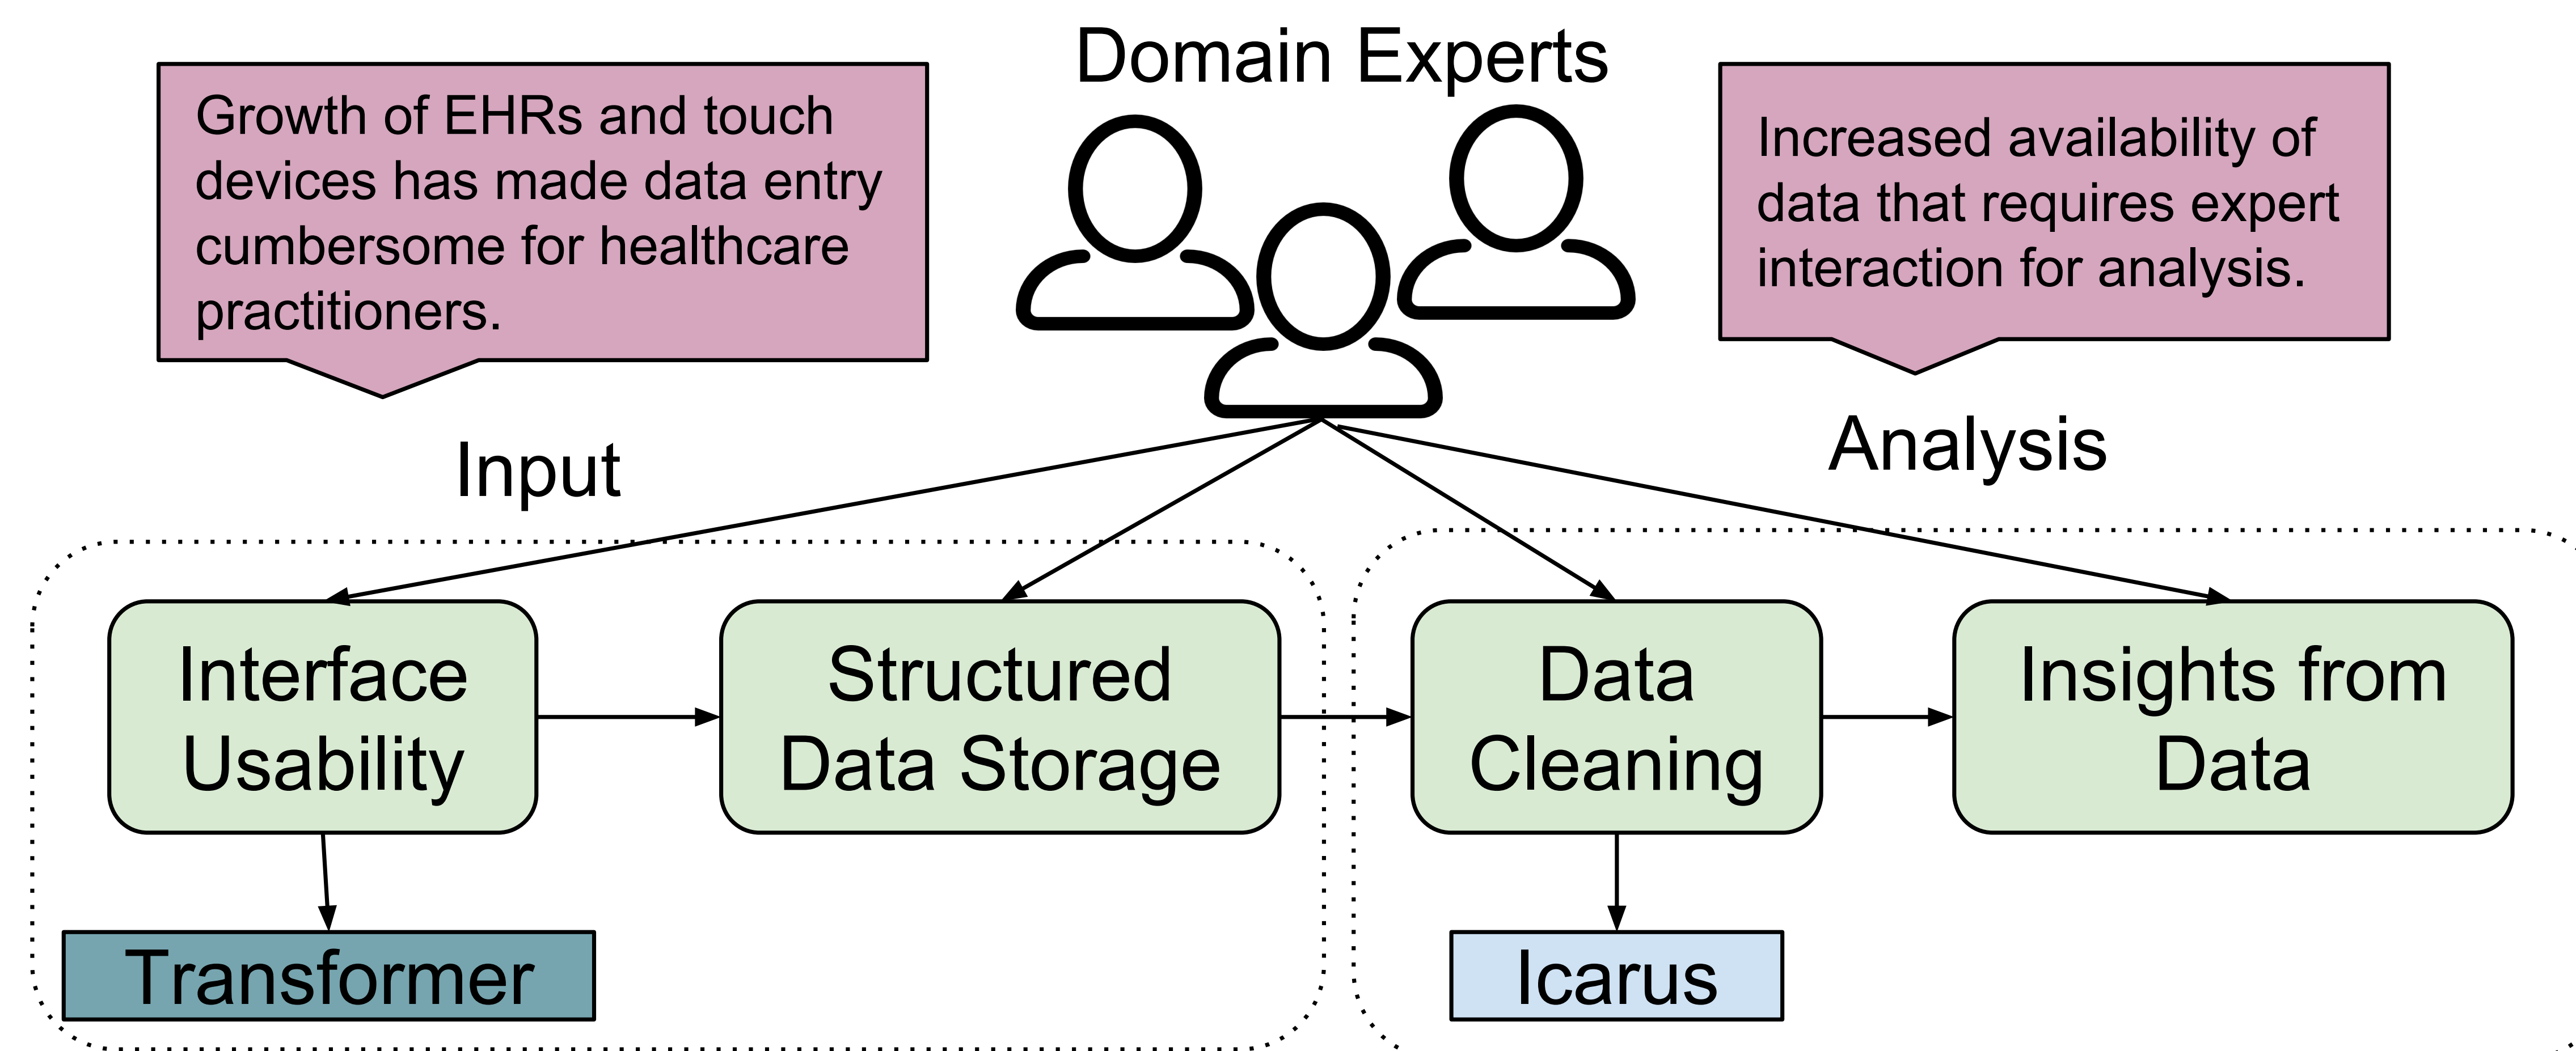 Domain Experts
Growth of EHRs and touch
devices has made data entry
cumbersome for healthcare
practitioners.
Increased availability of
data that requires expert
interaction for analysis.
Input
Analysis
Interface
Usability
Structured
Data Storage
Data
Cleaning
Insights from
Data
Transformer
Icarus